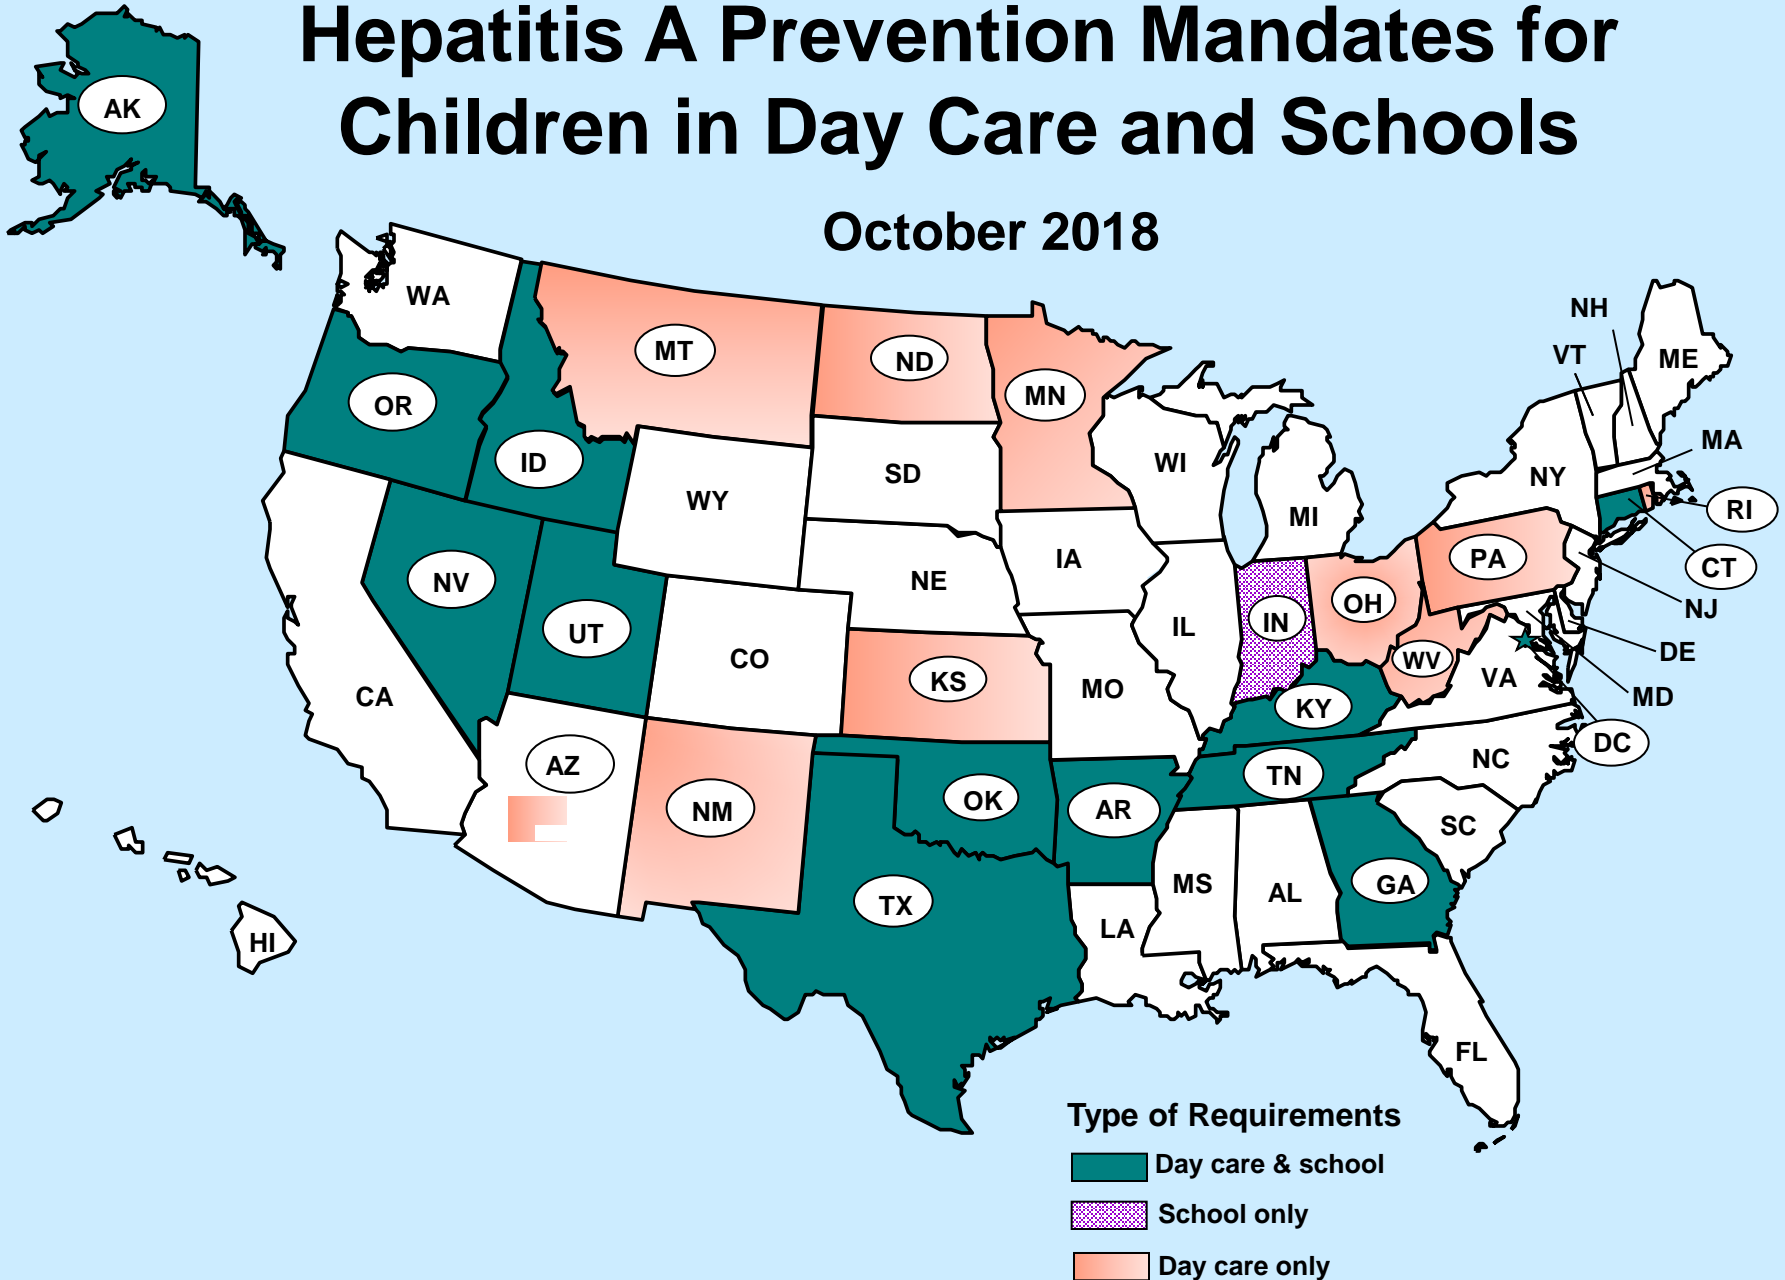 Hepatitis A Prevention Mandates for
Children in Day Care and Schools
October 2018
AK
WA
MT
ND
MN
OR
ID
WY
SD
WI
MI
NH
VT
ME
NY
MA
RI
CT
NJ
DE
MD
DC
NV
UT
CO
NE
IA
IL
IN
OH
PA
WV
VA
CA
KS
MO
KY
AZ
NM
OK
AR
TN
NC
SC
TX
LA
MS
AL
GA
FL
HI
Type of Requirements
Day care & school
School only
Day care only